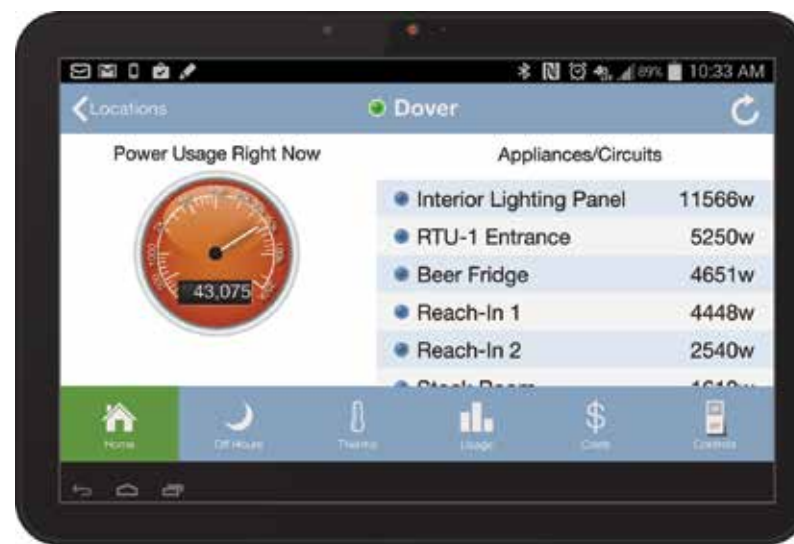 89% 10:33 AM
Locations
Dover
Power Usage Right Now
Appliances/Circuits
Interior Lighting Panel 11566w
RTU-1 Entrance 5250w
Beer Fridge 4651w
Reach-In 1 4448w
Reach-In 2 2540w
43,075
Home
Off Hours
Thermo
Usage
Costs
Controls